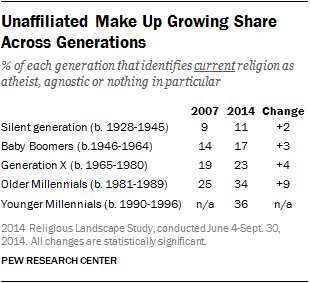 Unaffiliated Make Up Growing Share
Across Generations
% of each generation that identifies current religion as
atheist, agnostic or nothing in particular
2007 2014 Change
Silent generation (b. 1928-1945) 9 11 +2
Baby Boomers (b.1946-1964) 14 17 +3
Generation X (b. 1965-1980) 19 23 +4
Older Millennials (b. 1981-1989) 25 34 +9
Younger Millennials (b. 1990-1996) n/a 36 n/a
2014 Religious Landscape Study, conducted June 4-Sept. 30,
2014. All changes are statistically significant.
PEW RESEARCH CENTER